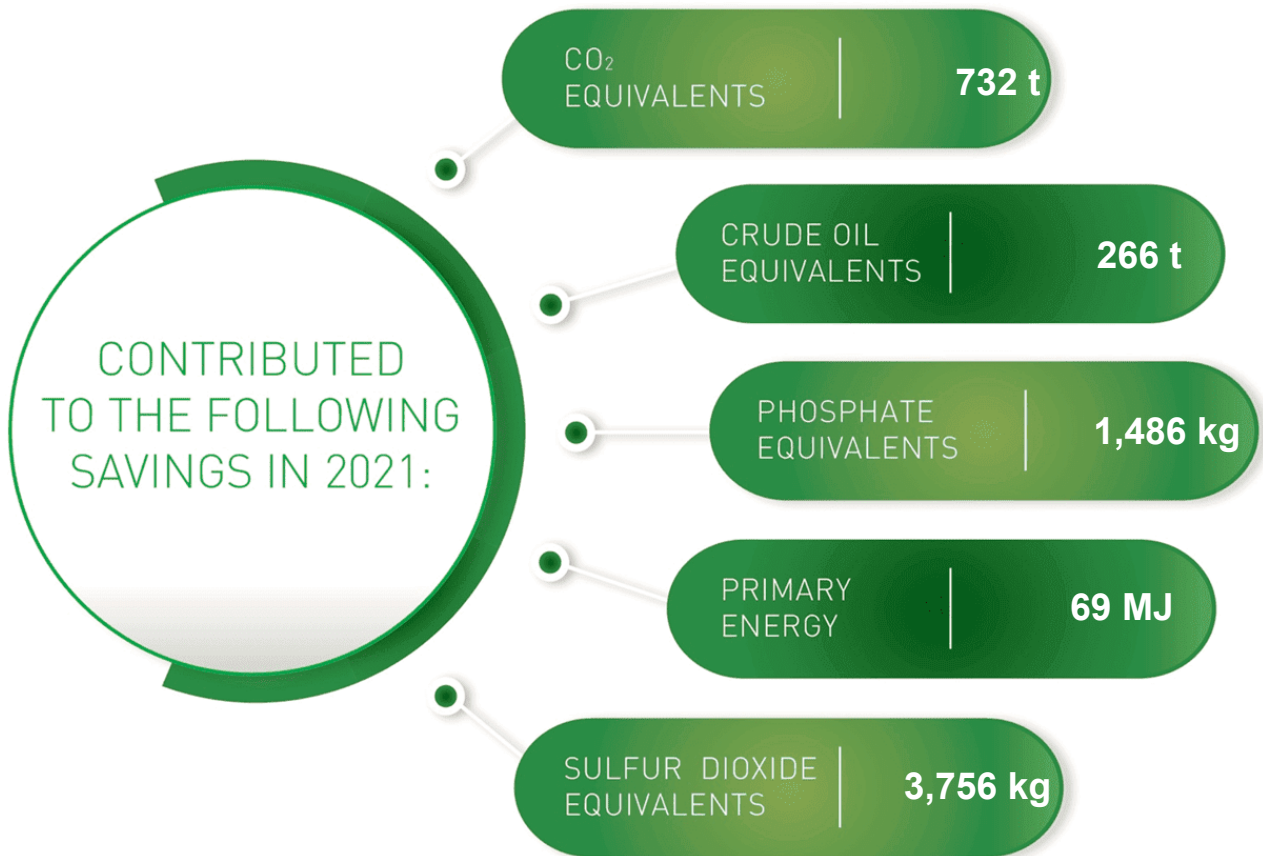 CO₂
EQUIVALENTS
732 t
CRUDE OIL
EQUIVALENTS
266 t
CONTRIBUTED
TO THE FOLLOWING
SAVINGS IN 2021:
PHOSPHATE
EQUIVALENTS
1,486 kg
PRIMARY
ENERGY
69 MJ
SULFUR DIOXIDE
EQUIVALENTS
3,756 kg